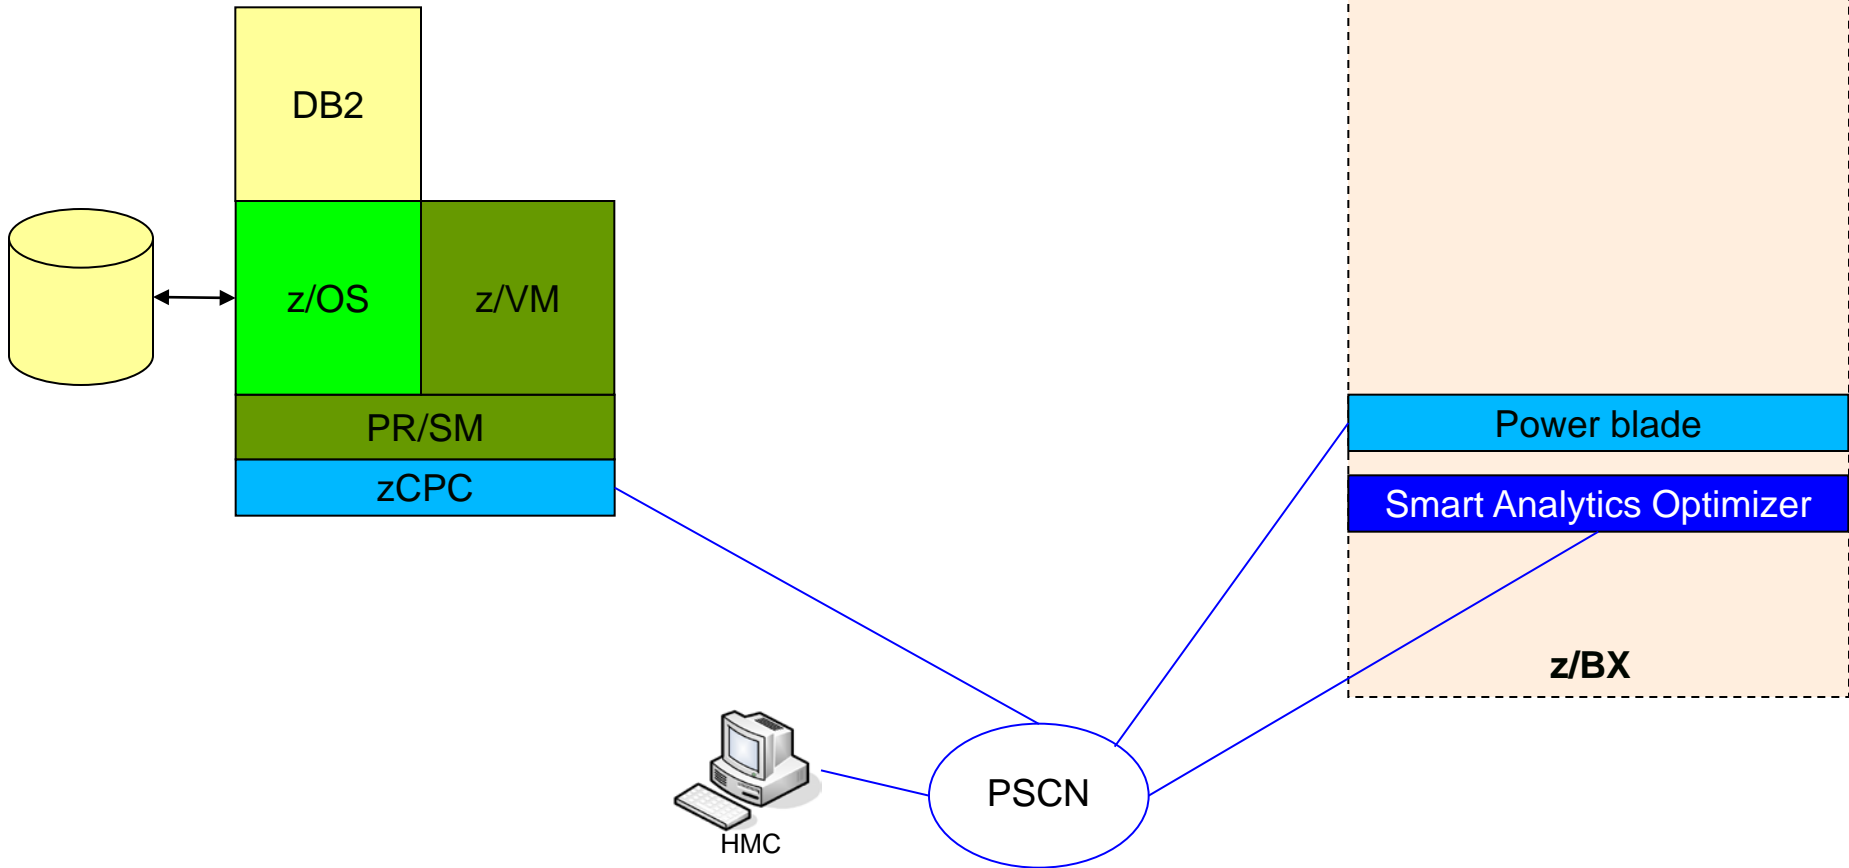 DB2
z/OS
z/VM
PR/SM
zCPC
Power blade
Smart Analytics Optimizer
z/BX
PSCN
HMC